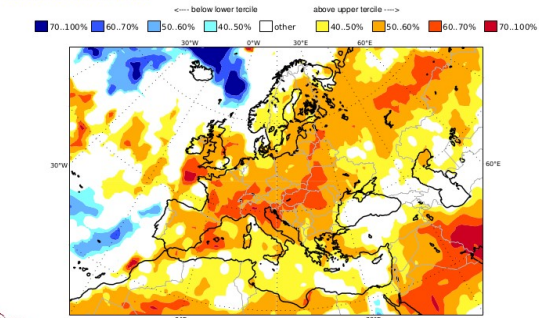 <---- below lower tercile above upper tercile ---->
70..100% 60..70% 50..60% 40..50% other 40..50% 50..60% 60..70% 70..100%
30°W 0°W 30°E 60°E
30°W 60°E